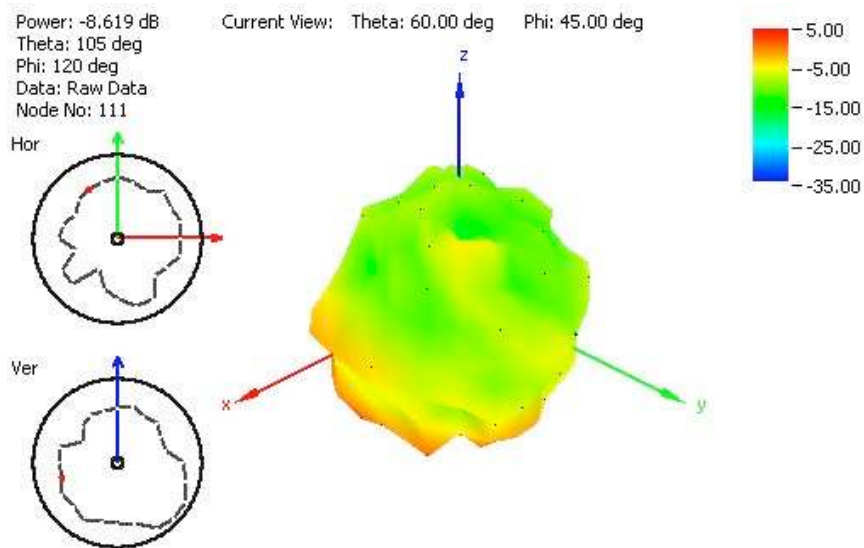 Power: -8.619 dB
Theta: 105 deg
Phi: 120 deg
Data: Raw Data
Node No: 111
Current View: Theta: 60.00 deg Phi: 45.00 deg
Hor
Ver
z
x
y
5.00
-5.00
-15.00
-25.00
-35.00